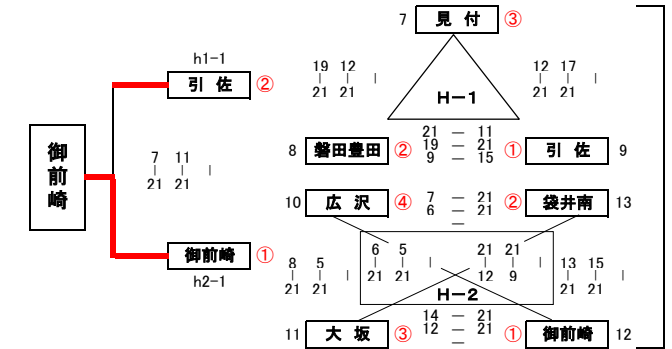 7 見付 ③
h1-1
引佐 ②
19 12
| | |
21 21
H－1
12 17
| | |
21 21
御前崎
7 11
| | |
21 21
8 磐田豊田 ②
21 — 11
19 — 21
9 — 15
① 引佐 9
10 広沢 ④
7 — 21
6 — 21
—
② 袋井南 13
御前崎 ①
h2-1
8 5
| | |
21 21
6 5
| | |
21 21
21 21
| | |
12 9
13 15
| | |
21 21
H－2
11 大坂 ③
14 — 21
12 — 21
—
① 御前崎 12